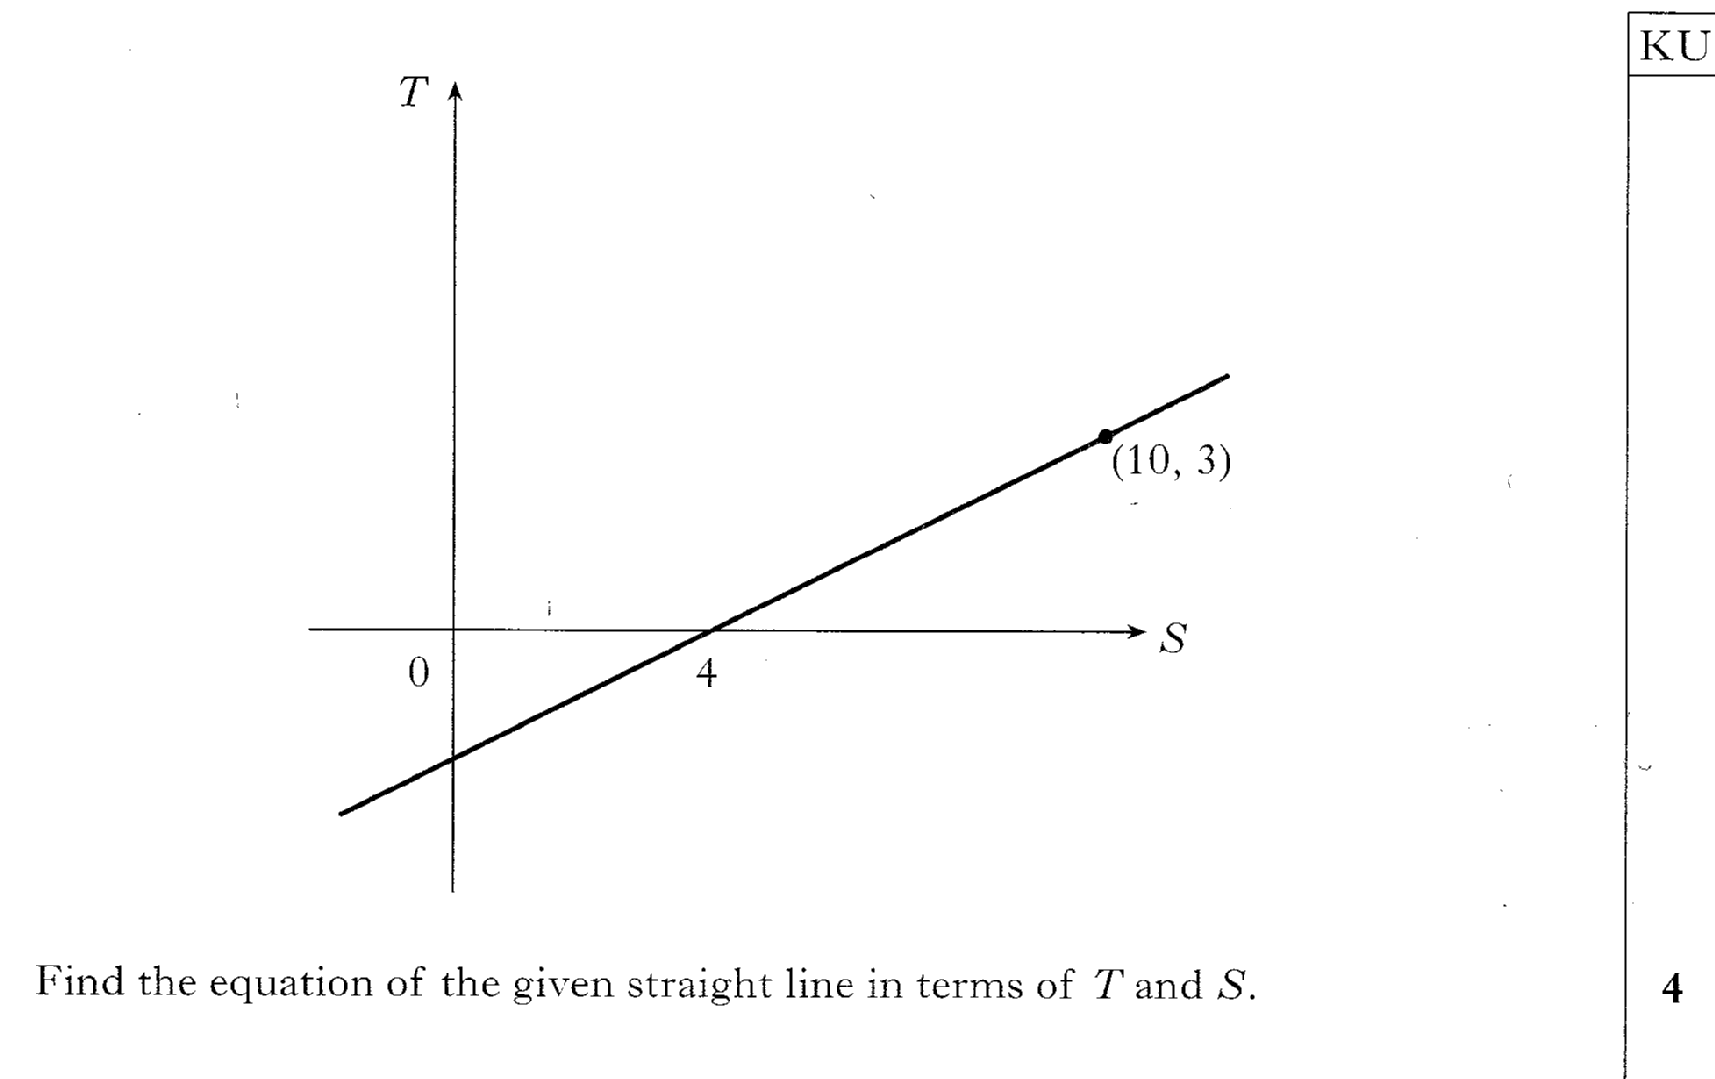 KU
T
(10, 3)
S
0
4
Find the equation of the given straight line in terms of T and S.
4